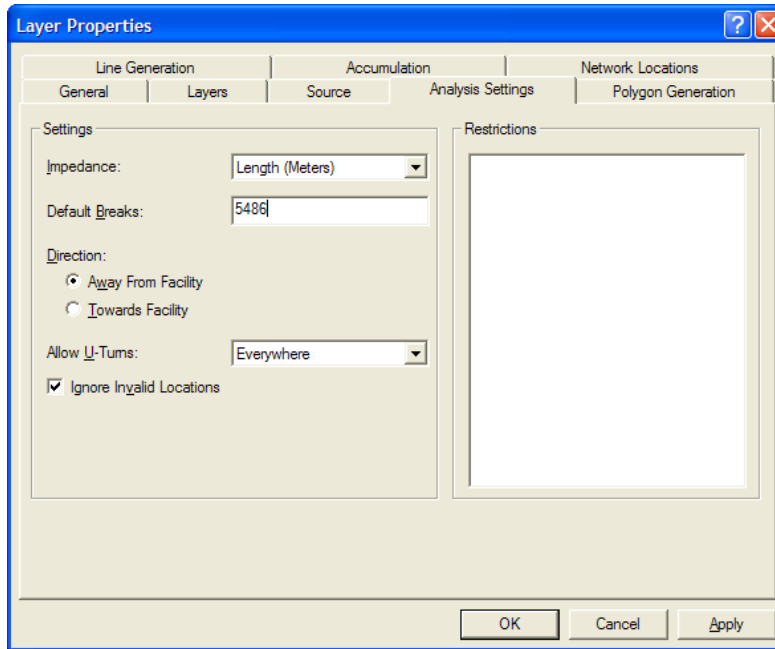 Layer Properties
Line Generation
Accumulation
Network Locations
General
Layers
Source
Analysis Settings
Polygon Generation
Settings
Impedance:
Length (Meters)
Default Breaks:
5486
Direction:
Away From Facility
Towards Facility
Allow U-Turns:
Everywhere
Ignore Invalid Locations
Restrictions
OK
Cancel
Apply